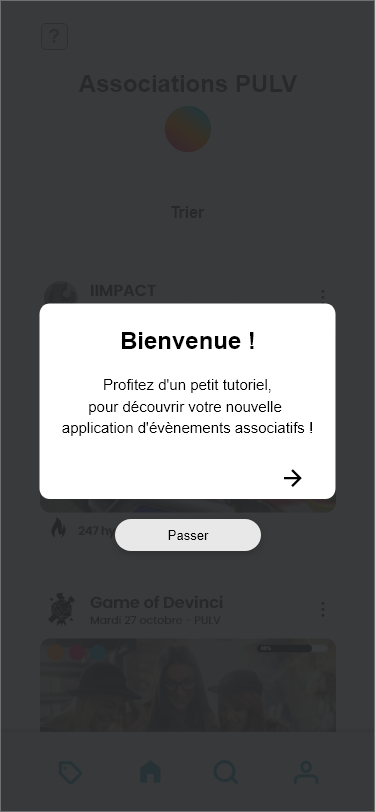 ?
Associations PULV
Trier
IIMPACT
Bienvenue !
Profitez d'un petit tutoriel,
pour découvrir votre nouvelle
application d'évènements associatifs !
247 hy
Passer
Game of Devinci
Mardi 27 octobre - PULV